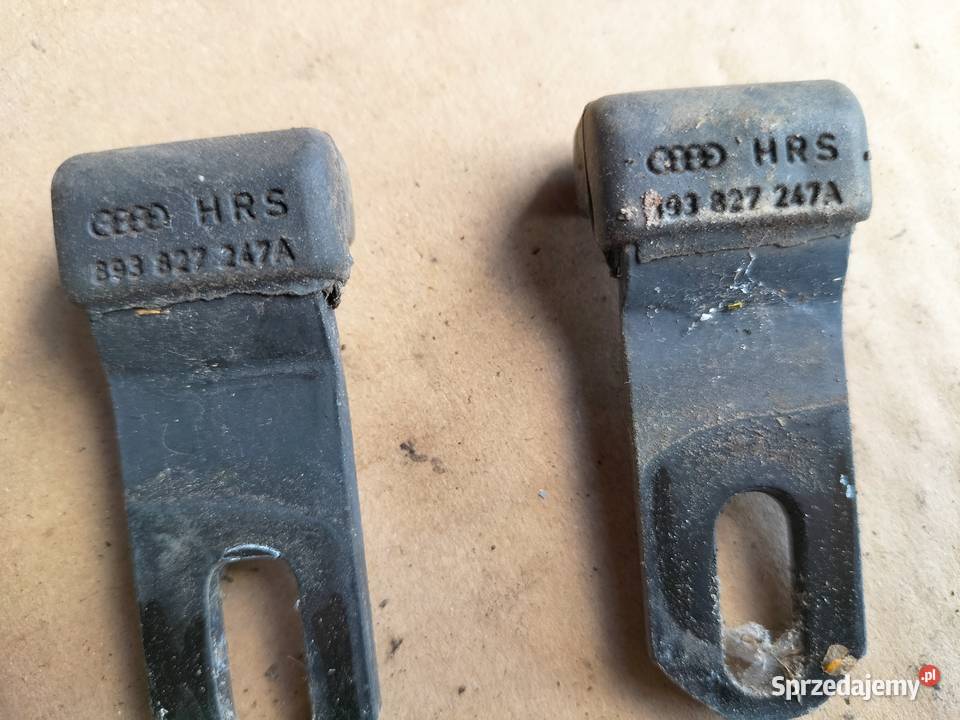 HRS
893 827 247A
HRS
893 827 247A
Sprzedajemy.pl